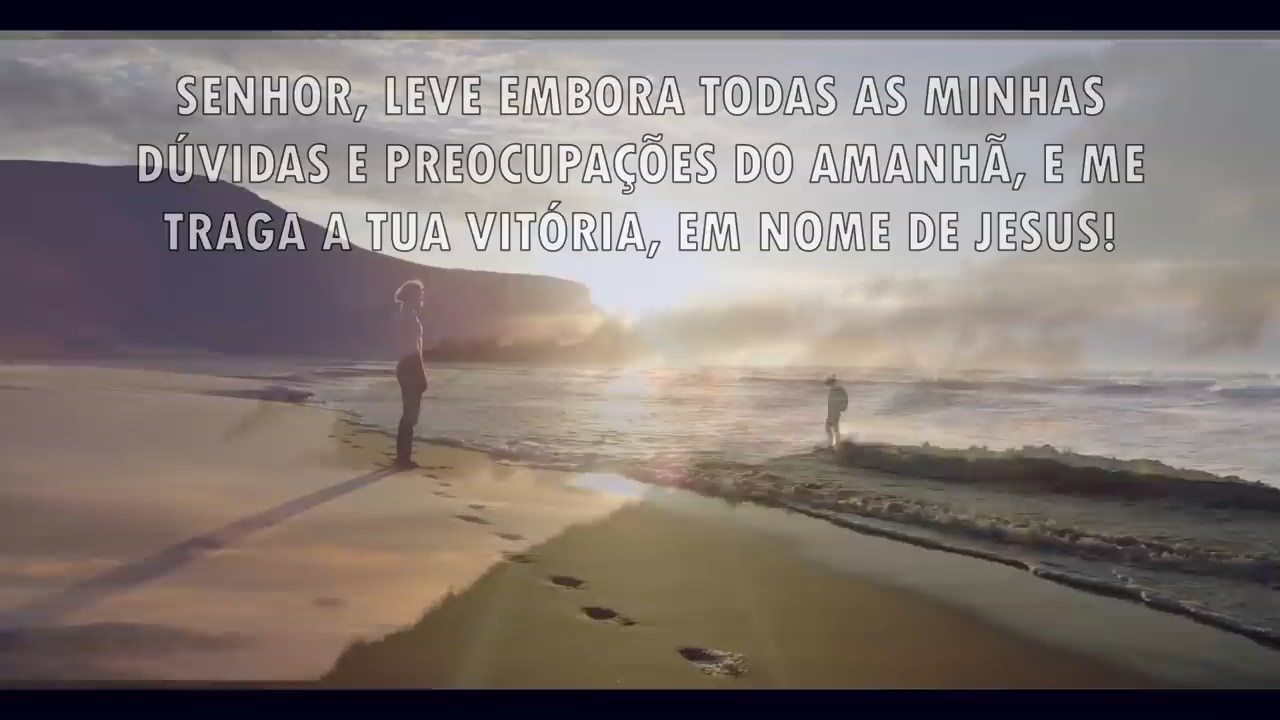 SENHOR, LEVE EMBORA TODAS AS MINHAS
DÚVIDAS E PREOCUPAÇÕES DO AMANHÃ, E ME
TRAGA A TUA VITÓRIA, EM NOME DE JESUS!